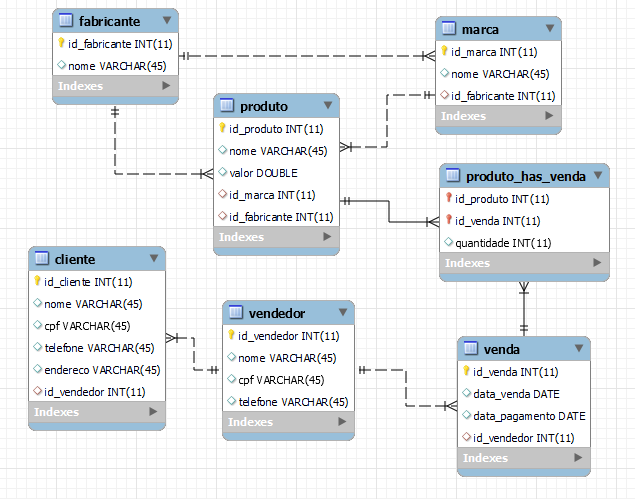 fabricante
id_fabricante INT(11)
nome VARCHAR(45)
Indexes
marca
id_marca INT(11)
nome VARCHAR(45)
id_fabricante INT(11)
Indexes
produto
id_produto INT(11)
nome VARCHAR(45)
valor DOUBLE
id_marca INT(11)
id_fabricante INT(11)
Indexes
produto_has_venda
id_produto INT(11)
id_venda INT(11)
quantidade INT(11)
Indexes
cliente
id_cliente INT(11)
nome VARCHAR(45)
cpf VARCHAR(45)
telefone VARCHAR(45)
endereco VARCHAR(45)
id_vendedor INT(11)
Indexes
vendedor
id_vendedor INT(11)
nome VARCHAR(45)
cpf VARCHAR(45)
telefone VARCHAR(45)
Indexes
venda
id_venda INT(11)
data_venda DATE
data_pagamento DATE
id_vendedor INT(11)
Indexes